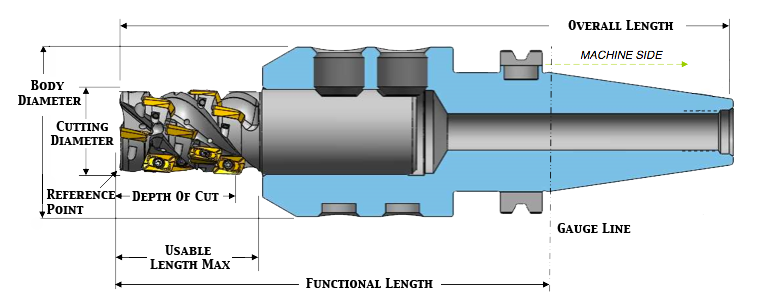 Overall Length
MACHINE SIDE
Body
Diameter
Cutting
Diameter
Reference
Point
Depth Of Cut
Gauge Line
Usable
Length Max
Functional Length